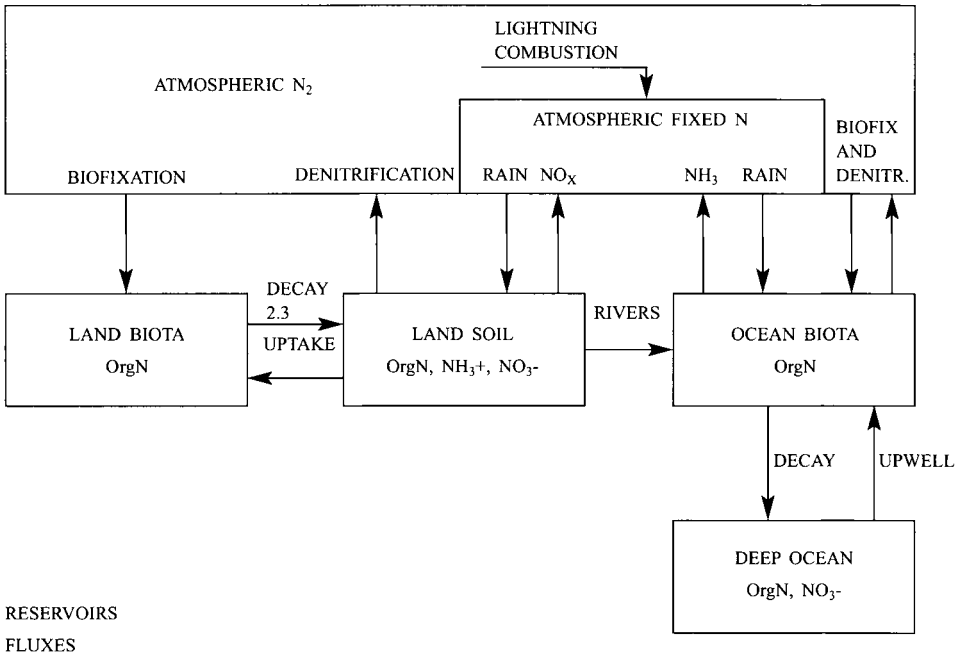 LIGHTNING
COMBUSTION
ATMOSPHERIC N₂
ATMOSPHERIC FIXED N
BIOFIX
AND
DENITR.
BIOFIXATION
DENITRIFICATION
RAIN
NOX
NH₃
RAIN
DECAY
2.3
UPTAKE
LAND BIOTA
OrgN
LAND SOIL
OrgN, NH₃+, NO₃-
RIVERS
OCEAN BIOTA
OrgN
DECAY
UPWELL
DEEP OCEAN
OrgN, NO₃-
RESERVOIRS
FLUXES